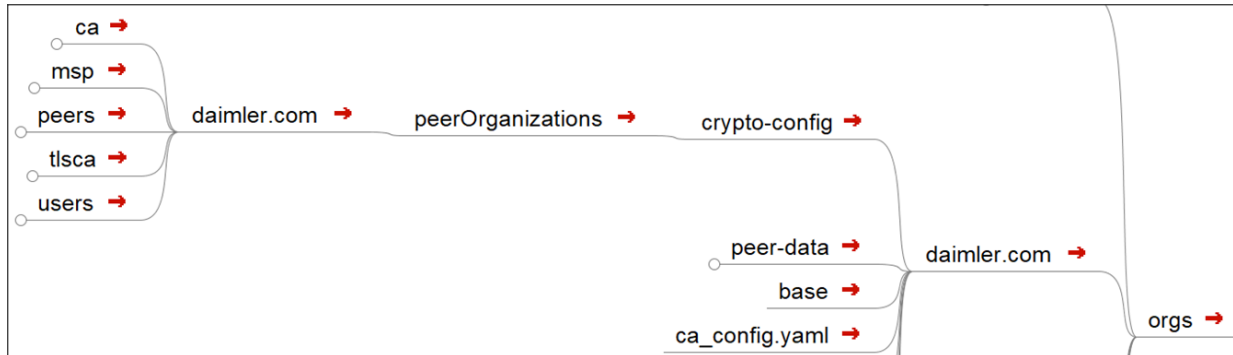 ca
msp
peers
daimler.com
peerOrganizations
crypto-config
tlsca
users
peer-data
daimler.com
base
orgs
ca_config.yaml